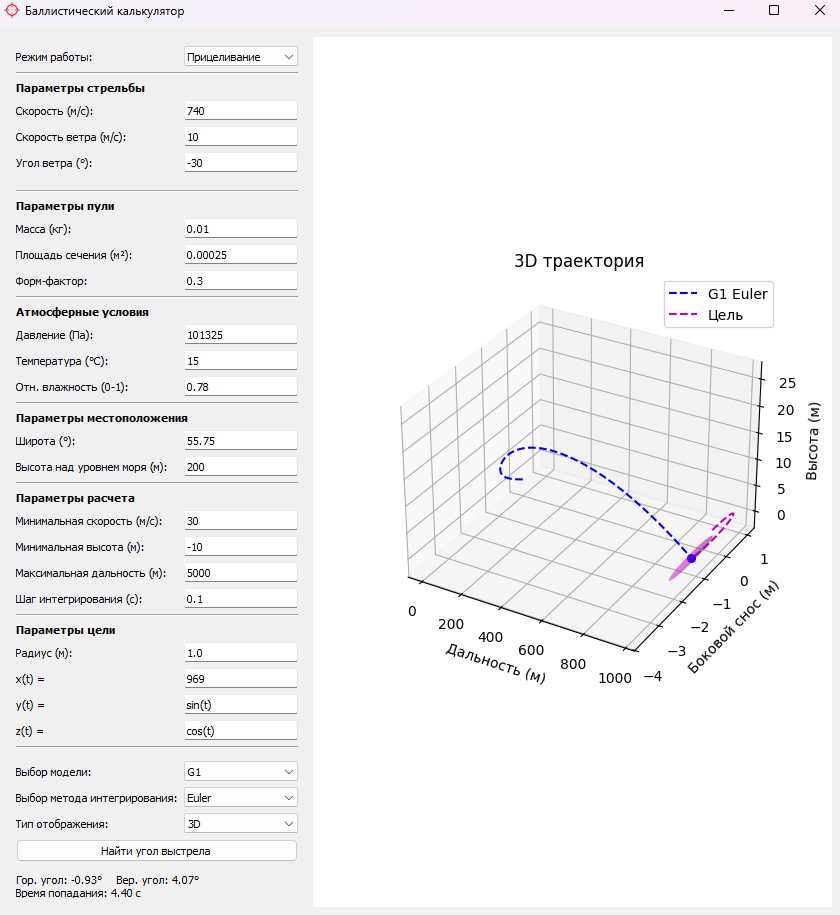 Баллистический калькулятор
Режим работы: Прицеливание
Параметры стрельбы
Скорость (м/с): 740
Скорость ветра (м/с): 10
Угол ветра (°): -30
Параметры пули
Масса (кг): 0.01
Площадь сечения (м²): 0.00025
Форм-фактор: 0.3
Атмосферные условия
Давление (Па): 101325
Температура (°C): 15
Отн. влажность (0-1): 0.78
Параметры местоположения
Широта (°): 55.75
Высота над уровнем моря (м): 200
Параметры расчета
Минимальная скорость (м/с): 30
Минимальная высота (м): -10
Максимальная дальность (м): 5000
Шаг интегрирования (с): 0.1
Параметры цели
Радиус (м): 1.0
x(t) = 969
y(t) = sin(t)
z(t) = cos(t)
Выбор модели: G1
Выбор метода интегрирования: Euler
Тип отображения: 3D
Найти угол выстрела
Гор. угол: -0.93° Вер. угол: 4.07°
Время попадания: 4.40 с
3D траектория
G1 Euler
Цель
25
20
15
10
5
0
Высота (м)
1
0
−1
−2
−3
−4
Боковой снос (м)
0
200
400
600
800
1000
Дальность (м)